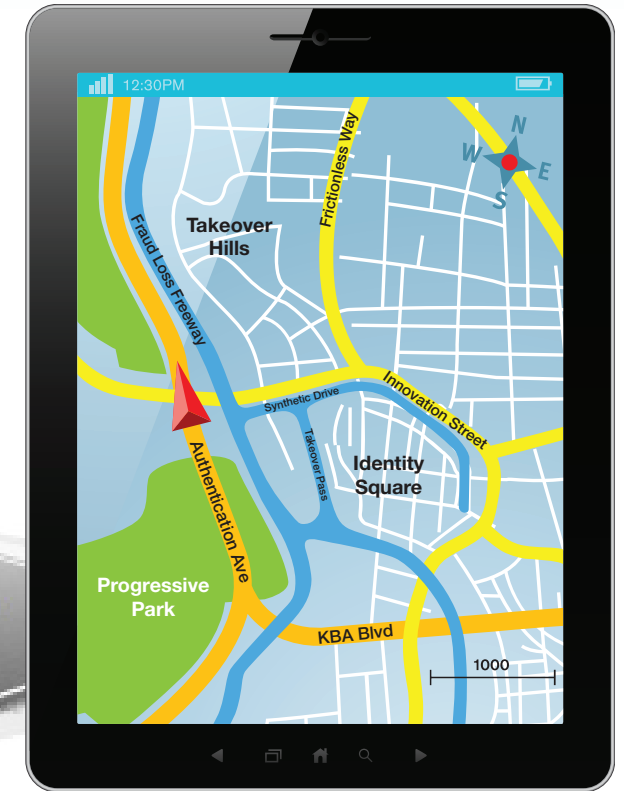 12:30PM
N
W
E
S
Frictionless Way
Takeover
Hills
Fraud Loss Freeway
Innovation Street
Synthetic Drive
Takeover Pass
Identity
Square
Authentication Ave
Progressive
Park
KBA Blvd
1000